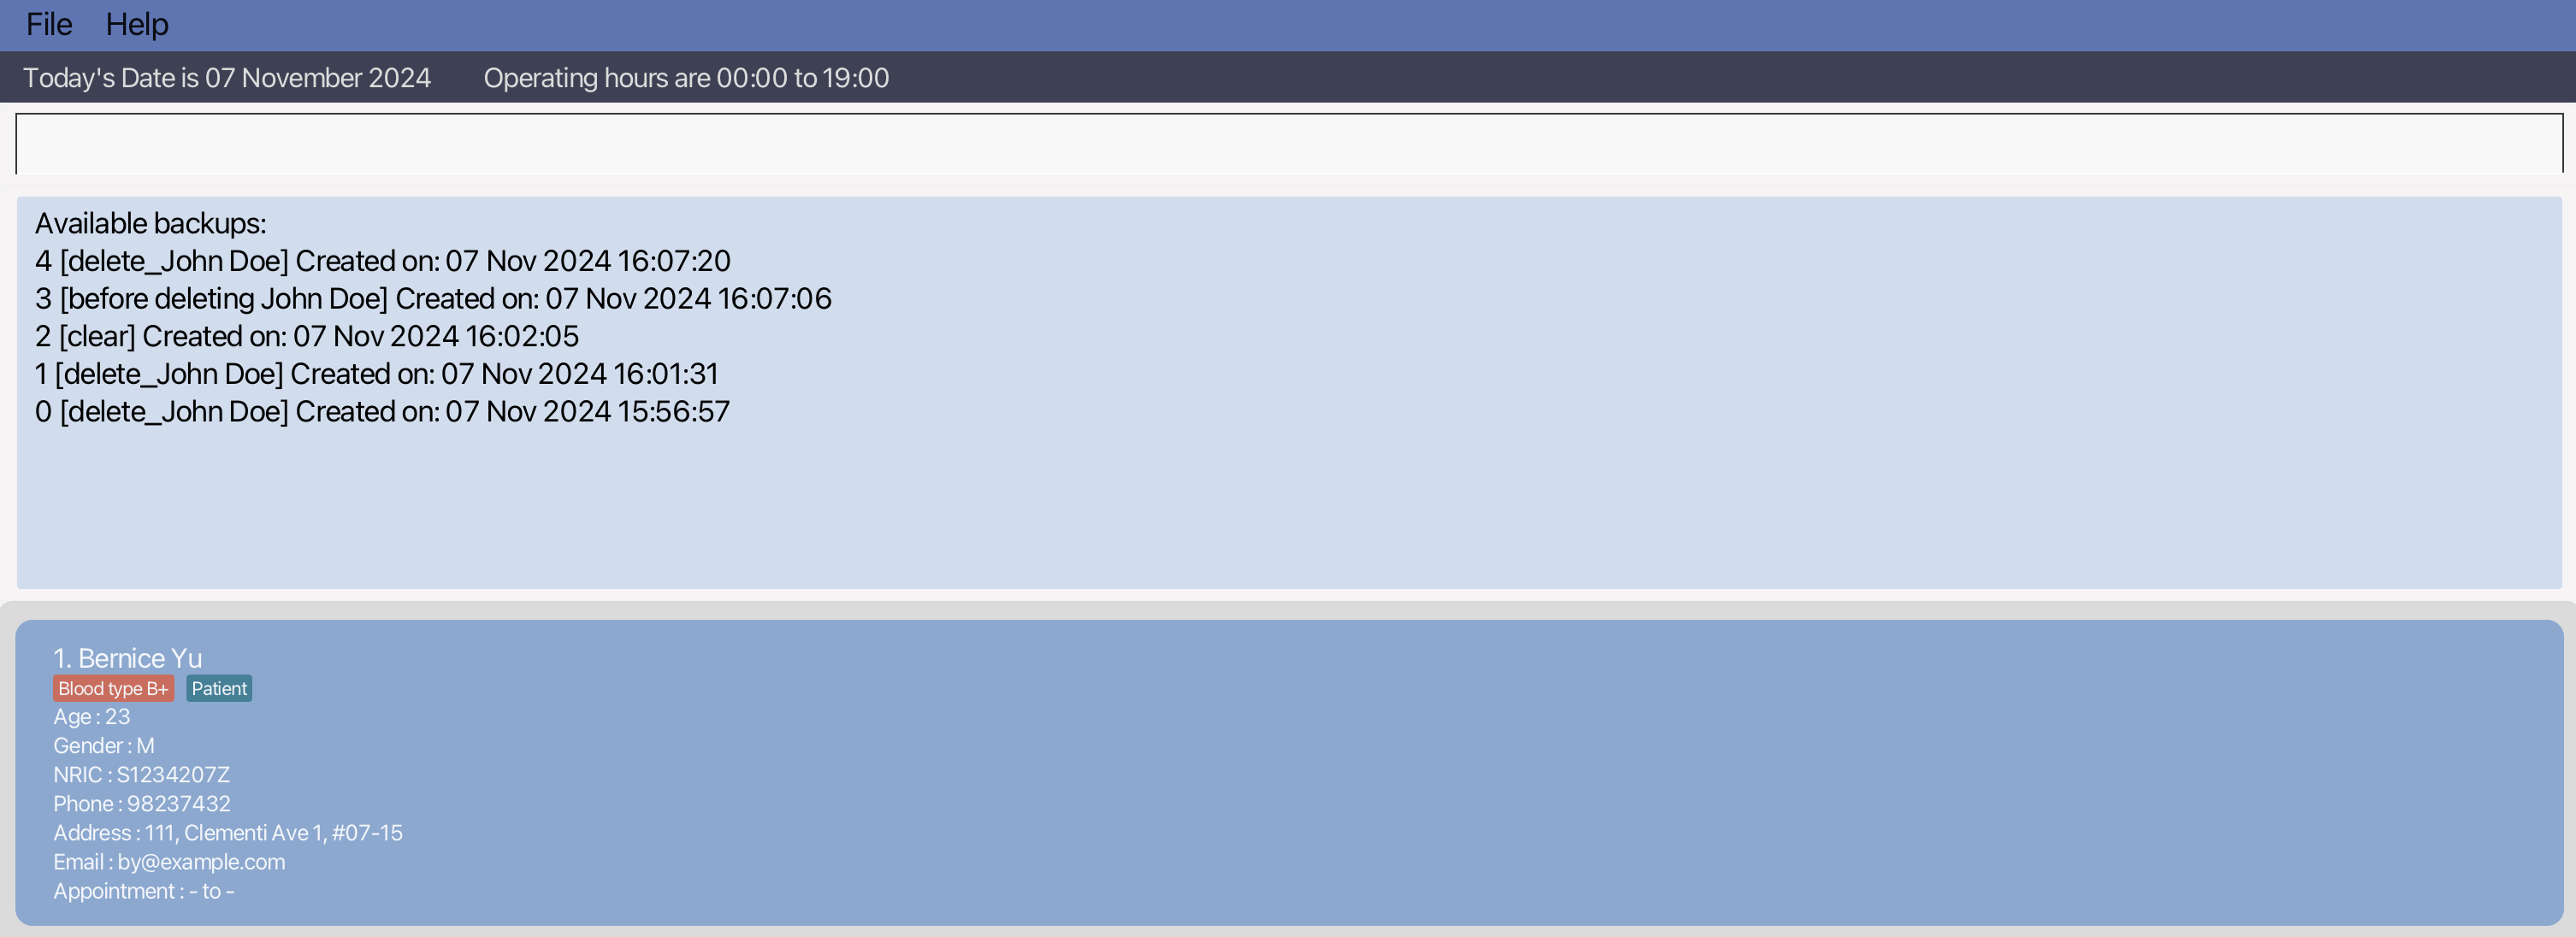 File Help
Today's Date is 07 November 2024 Operating hours are 00:00 to 19:00
Available backups:
4 [delete_John Doe] Created on: 07 Nov 2024 16:07:20
3 [before deleting John Doe] Created on: 07 Nov 2024 16:07:06
2 [clear] Created on: 07 Nov 2024 16:02:05
1 [delete_John Doe] Created on: 07 Nov 2024 16:01:31
0 [delete_John Doe] Created on: 07 Nov 2024 15:56:57
1. Bernice Yu
Blood type B+ Patient
Age : 23
Gender : M
NRIC : S1234207Z
Phone : 98237432
Address : 111, Clementi Ave 1, #07-15
Email : by@example.com
Appointment : - to -